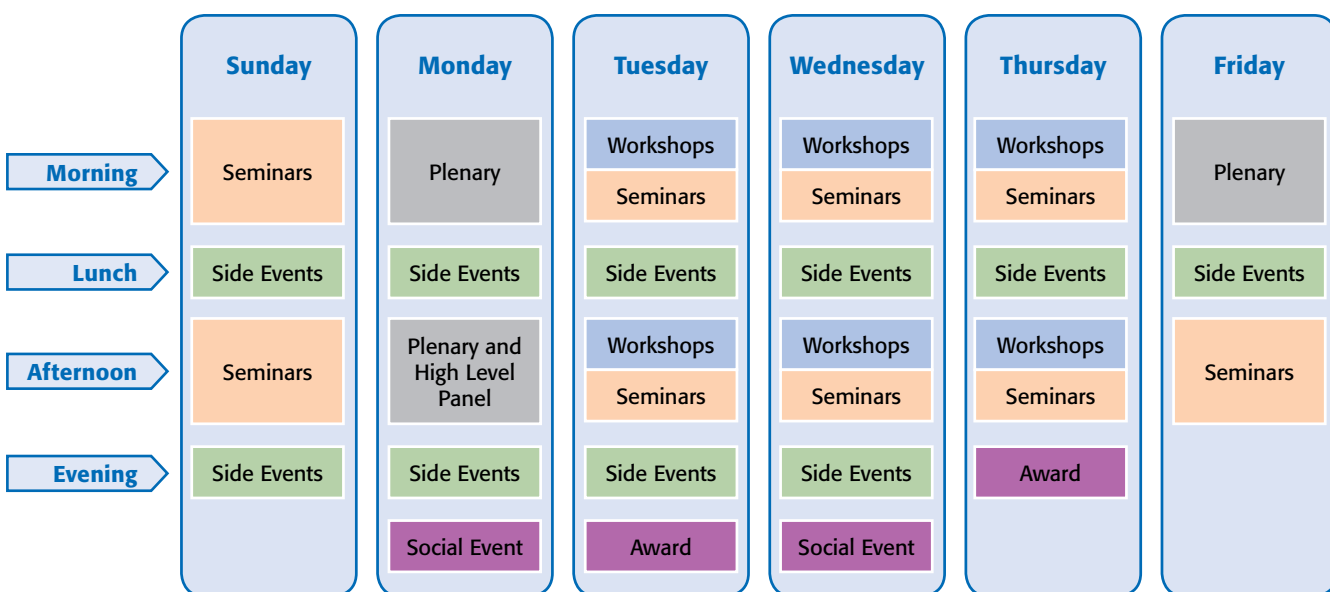 Sunday Monday Tuesday Wednesday Thursday Friday
Morning
Seminars
Plenary
Workshops
Seminars
Workshops
Seminars
Workshops
Seminars
Plenary
Lunch
Side Events
Side Events
Side Events
Side Events
Side Events
Side Events
Afternoon
Seminars
Plenary and
High Level
Panel
Workshops
Seminars
Workshops
Seminars
Workshops
Seminars
Seminars
Evening
Side Events
Side Events
Side Events
Side Events
Award
Social Event
Award
Social Event